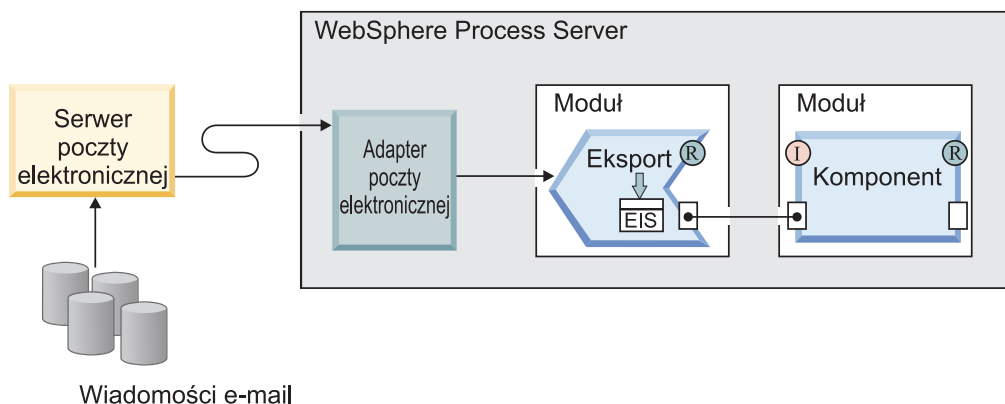 WebSphere Process Server
Serwer
poczty
elektronicznej
Adapter
poczty
elektronicznej
Moduł
Eksport
R
EIS
Moduł
I
R
Komponent
Wiadomości e-mail